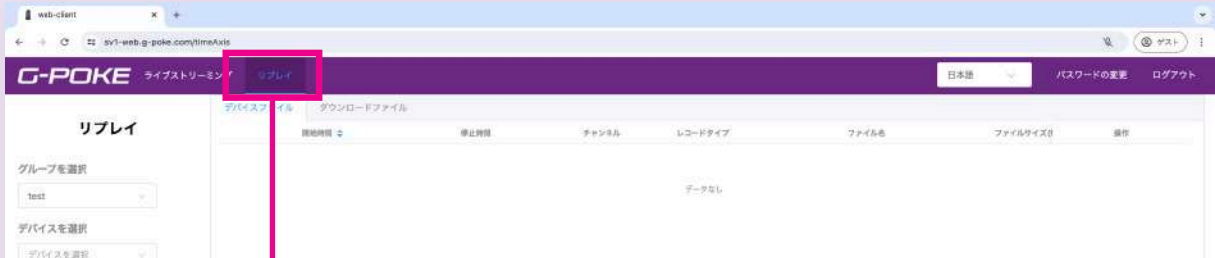 web-client
sv1-web.g-poke.com/timeAxis
ゲスト
G-POKE ライブストリーミング リプレイ 日本語 パスワードの変更 ログアウト
デバイスファイル ダウンロードファイル
リプレイ
開始時間 停止時間 チャンネル レコードタイプ ファイル名 ファイルサイズ 操作
グループを選択
test
データなし
デバイスを選択
デバイスを選択